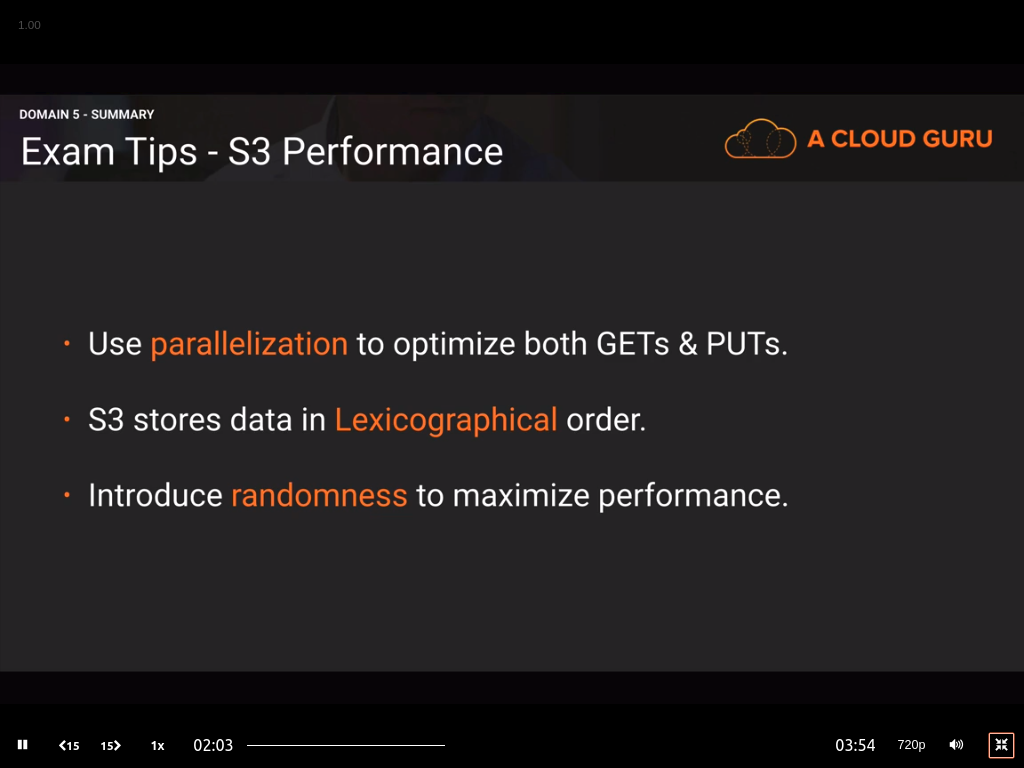 1.00
DOMAIN 5 - SUMMARY
Exam Tips - S3 Performance
A CLOUD GURU
• Use parallelization to optimize both GETs & PUTs.
• S3 stores data in Lexicographical order.
• Introduce randomness to maximize performance.
15 15 1x 02:03 03:54 720p